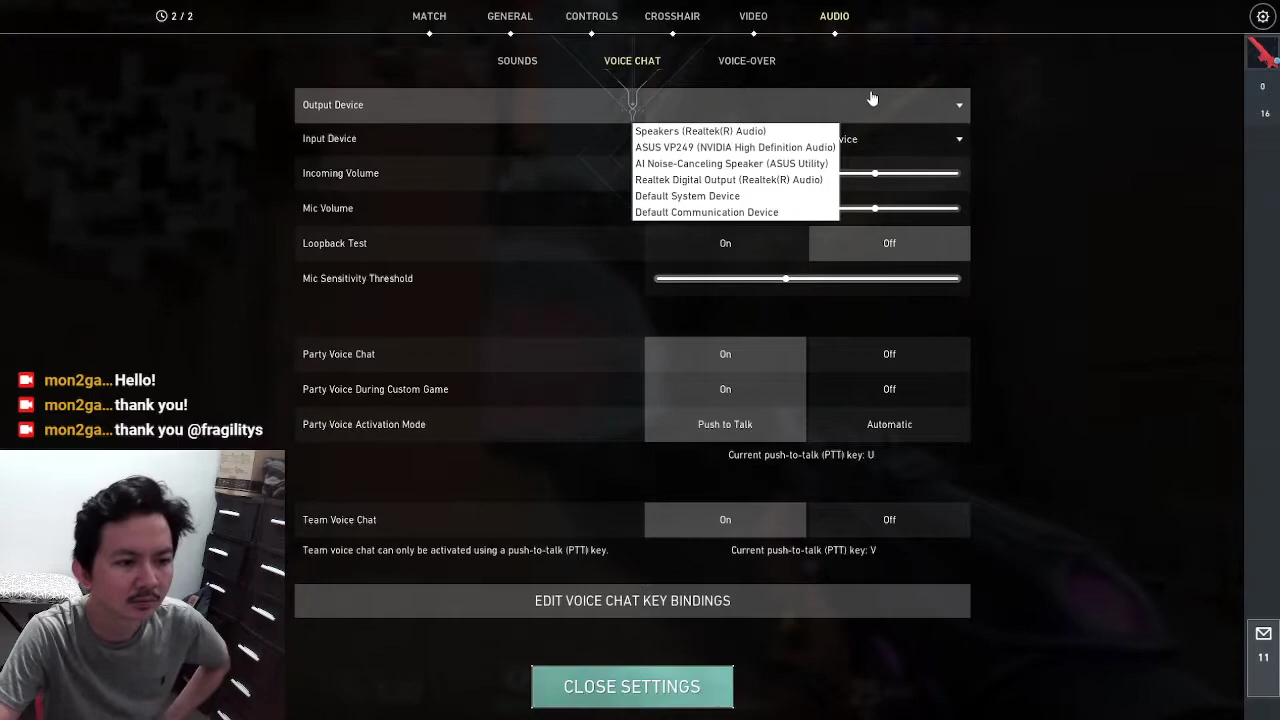 2 / 2
MATCH
GENERAL
CONTROLS
CROSSHAIR
VIDEO
AUDIO
SOUNDS
VOICE CHAT
VOICE-OVER
0
16
Output Device
Speakers (Realtek(R) Audio)
ASUS VP249 (NVIDIA High Definition Audio)
AI Noise-Canceling Speaker (ASUS Utility)
Realtek Digital Output (Realtek(R) Audio)
Default System Device
Default Communication Device
Input Device
vice
Incoming Volume
Mic Volume
Loopback Test
On
Off
Mic Sensitivity Threshold
Party Voice Chat
On
Off
Party Voice During Custom Game
On
Off
Party Voice Activation Mode
Push to Talk
Automatic
Current push-to-talk (PTT) key: U
mon2ga... Hello!
mon2ga... thank you!
mon2ga... thank you @fragilitys
Team Voice Chat
On
Off
Team voice chat can only be activated using a push-to-talk (PTT) key.
Current push-to-talk (PTT) key: V
EDIT VOICE CHAT KEY BINDINGS
CLOSE SETTINGS
11